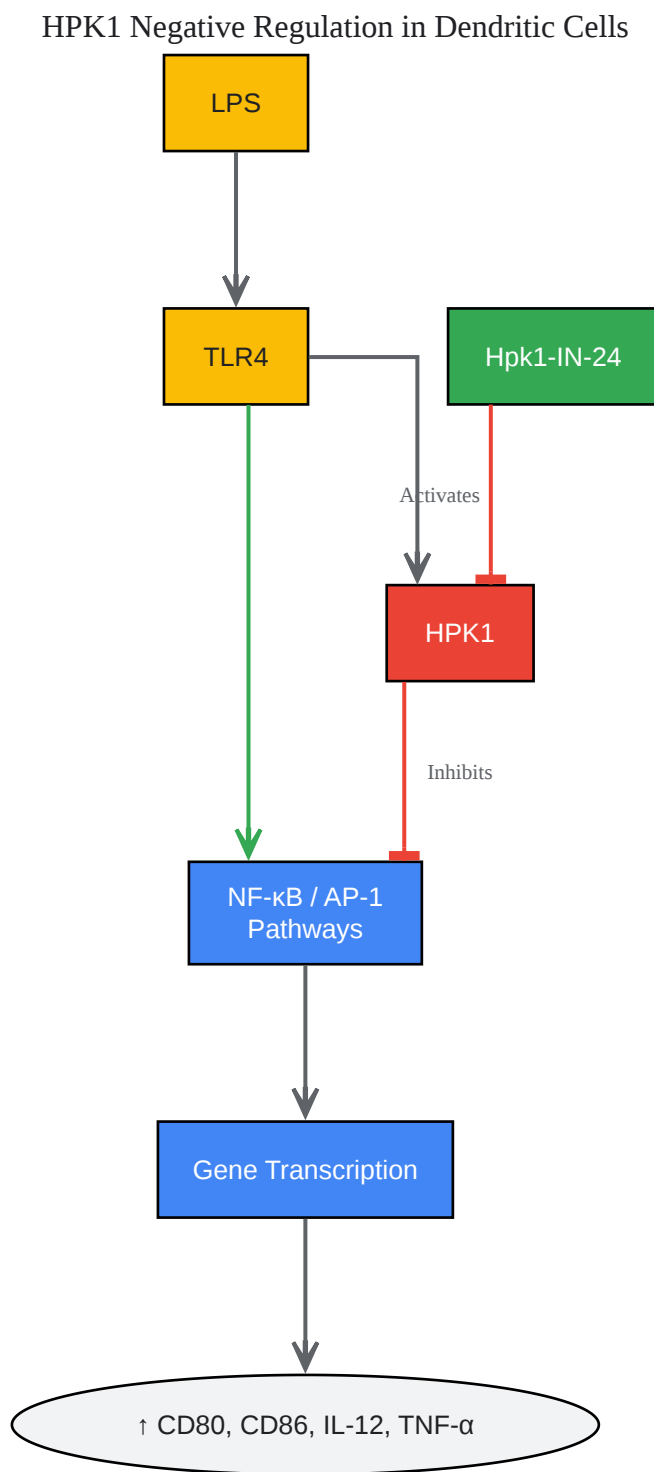 HPK1 Negative Regulation in Dendritic Cells
LPS
TLR4
Hpk1-IN-24
Activates
HPK1
Inhibits
NF-κB / AP-1
Pathways
Gene Transcription
↑ CD80, CD86, IL-12, TNF-α